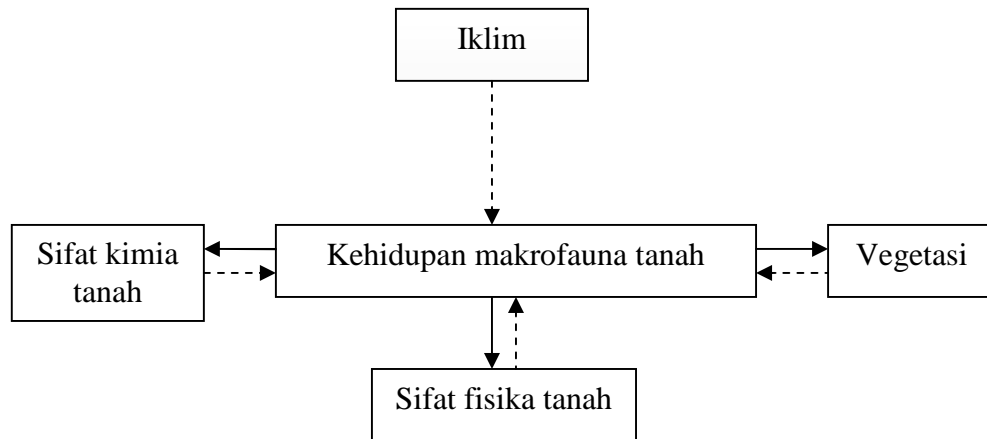 Iklim
Sifat kimia
tanah
Kehidupan makrofauna tanah
Vegetasi
Sifat fisika tanah